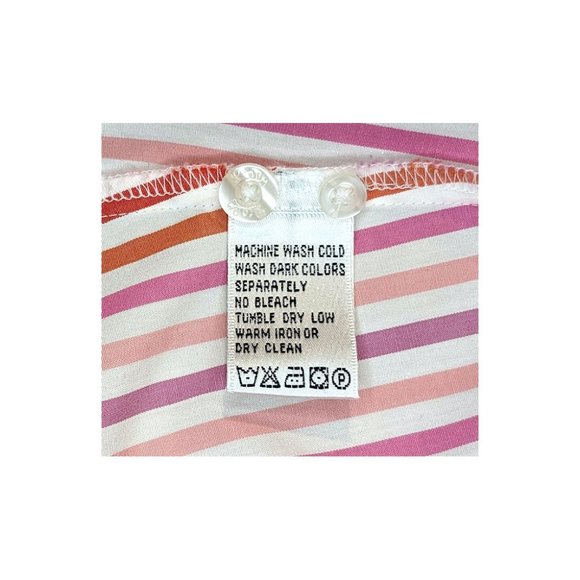 MACHINE WASH COLD
WASH DARK COLORS
SEPARATELY
NO BLEACH
TUMBLE DRY LOW
WARM IRON OR
DRY CLEAN
P